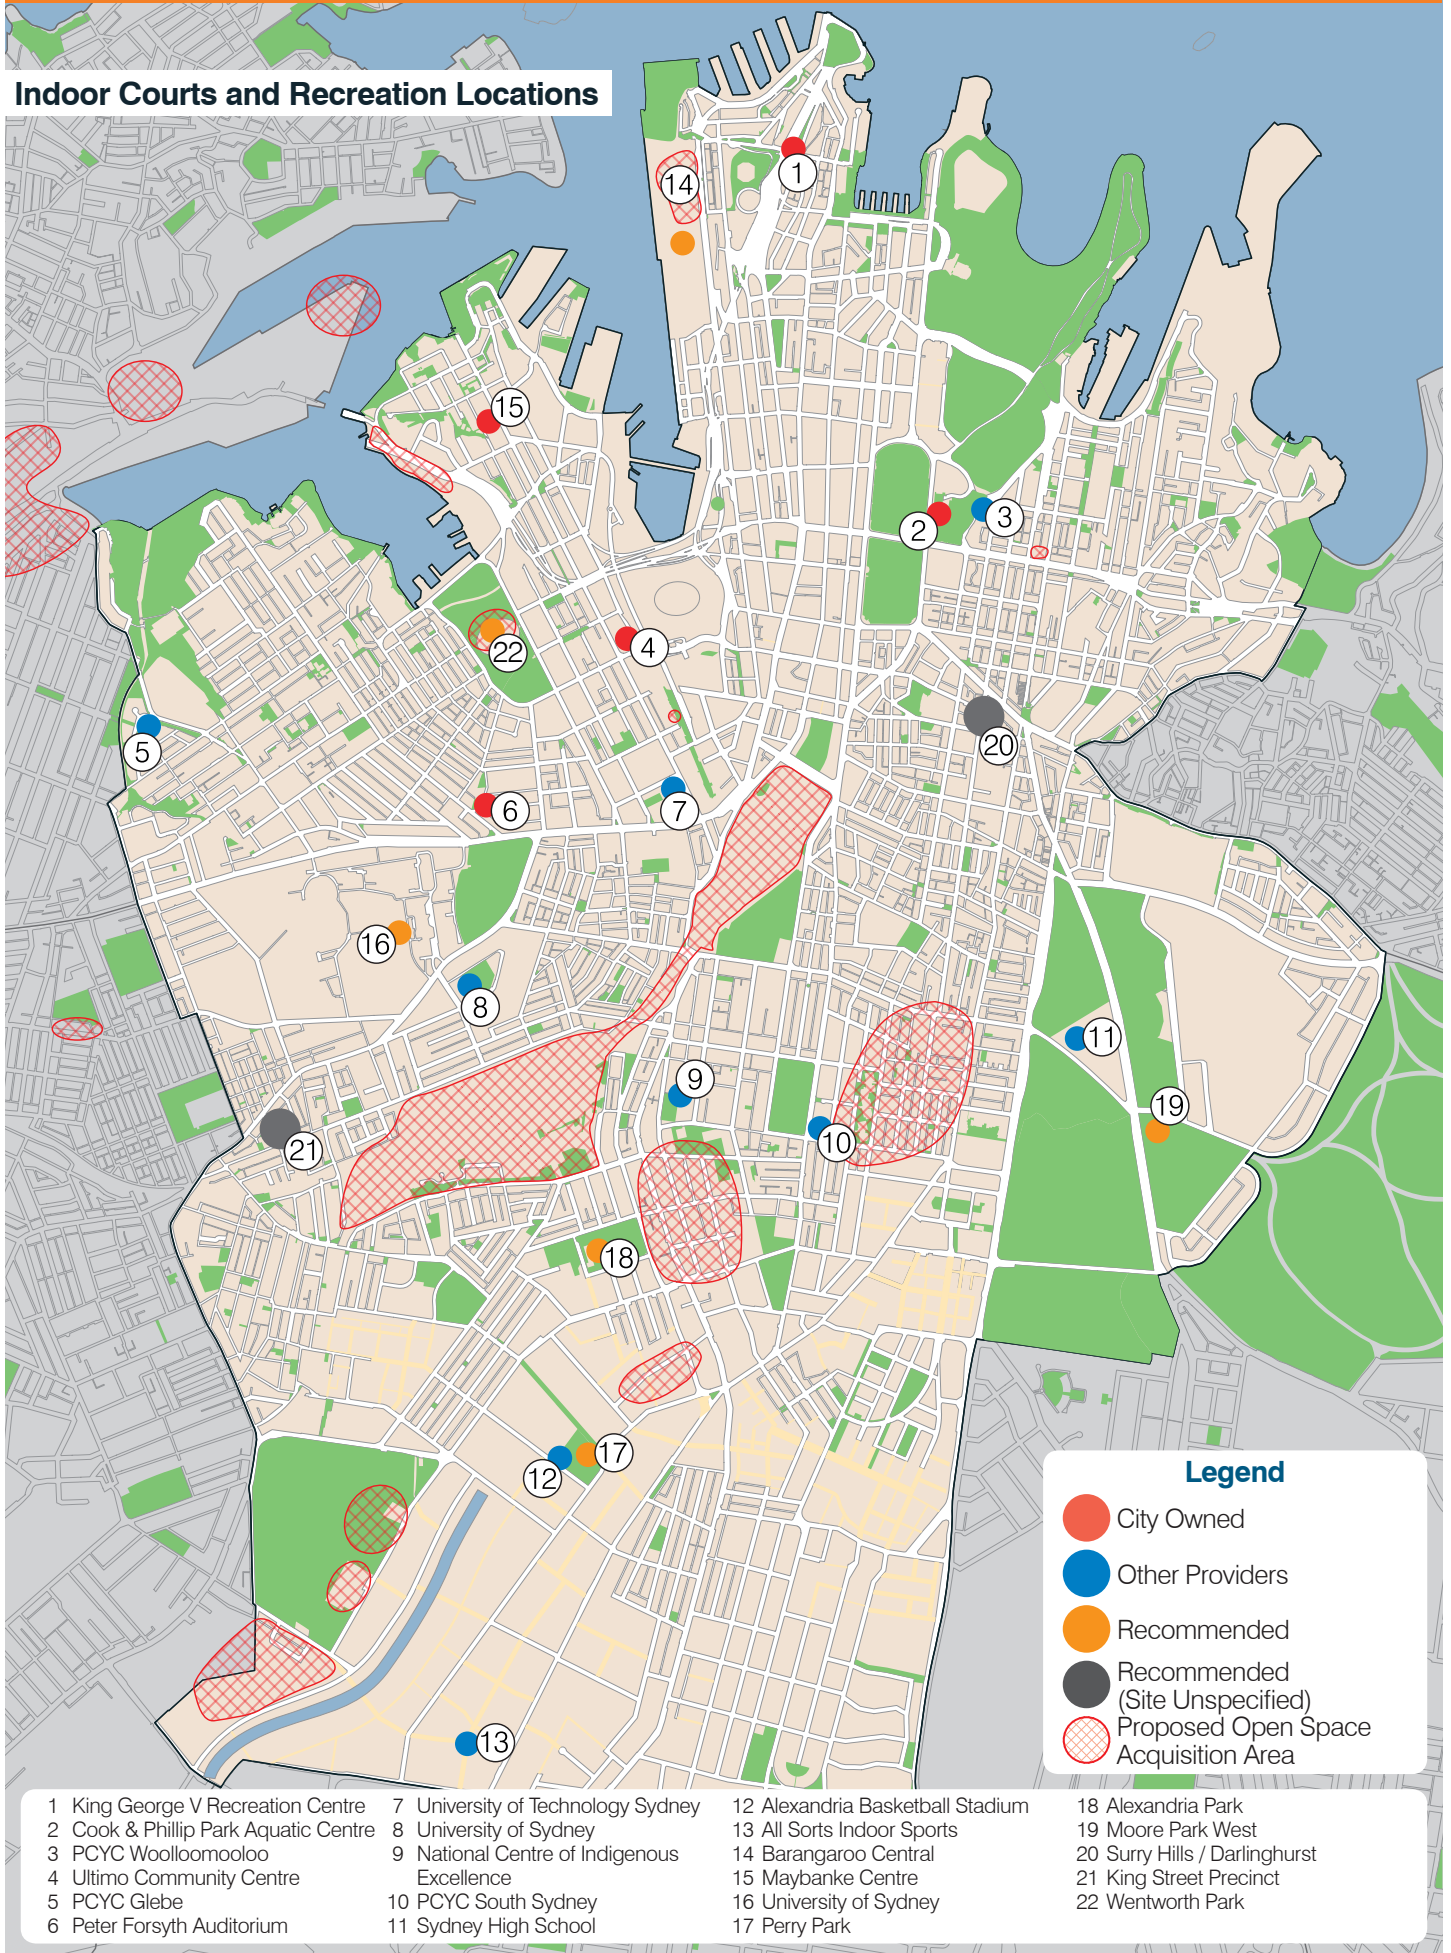 Indoor Courts and Recreation Locations
1
14
15
2
3
4
22
5
20
6
7
16
8
11
9
19
10
21
18
17
12
13
Legend
City Owned
Other Providers
Recommended
Recommended
(Site Unspecified)
Proposed Open Space
Acquisition Area
1 King George V Recreation Centre
2 Cook & Phillip Park Aquatic Centre
3 PCYC Woolloomooloo
4 Ultimo Community Centre
5 PCYC Glebe
6 Peter Forsyth Auditorium
7 University of Technology Sydney
8 University of Sydney
9 National Centre of Indigenous
Excellence
10 PCYC South Sydney
11 Sydney High School
12 Alexandria Basketball Stadium
13 All Sorts Indoor Sports
14 Barangaroo Central
15 Maybanke Centre
16 University of Sydney
17 Perry Park
18 Alexandria Park
19 Moore Park West
20 Surry Hills / Darlinghurst
21 King Street Precinct
22 Wentworth Park